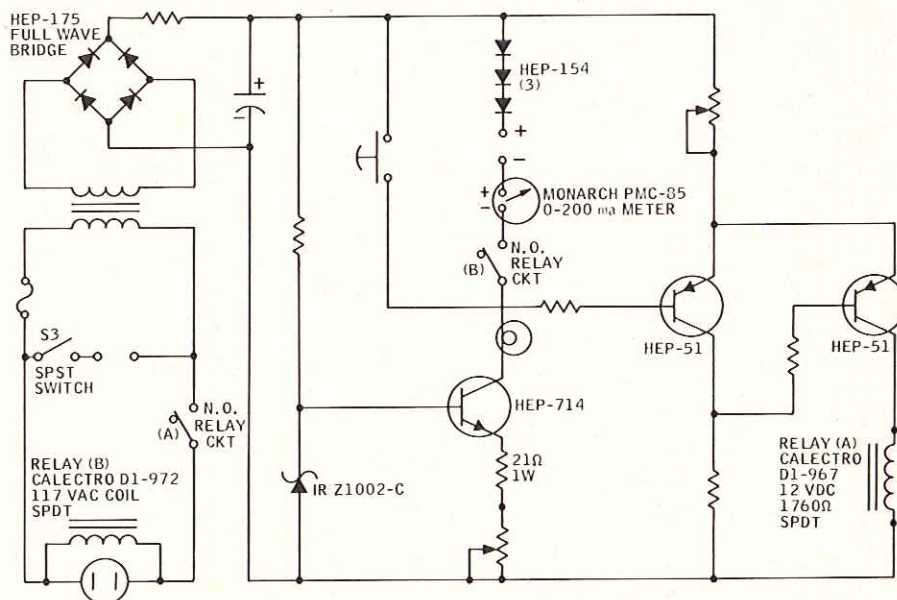 HEP-175
FULL WAVE
BRIDGE
+
−
HEP-154
(3)
+
−
+
−
MONARCH PMC-85
0-200 ma METER
N.O.
RELAY
CKT
(B)
S3
SPST
SWITCH
N.O.
RELAY
CKT
(A)
HEP-51
HEP-51
HEP-714
21Ω
1W
IR Z1002-C
RELAY (B)
CALECTRO D1-972
117 VAC COIL
SPDT
RELAY (A)
CALECTRO
D1-967
12 VDC
1760Ω
SPDT